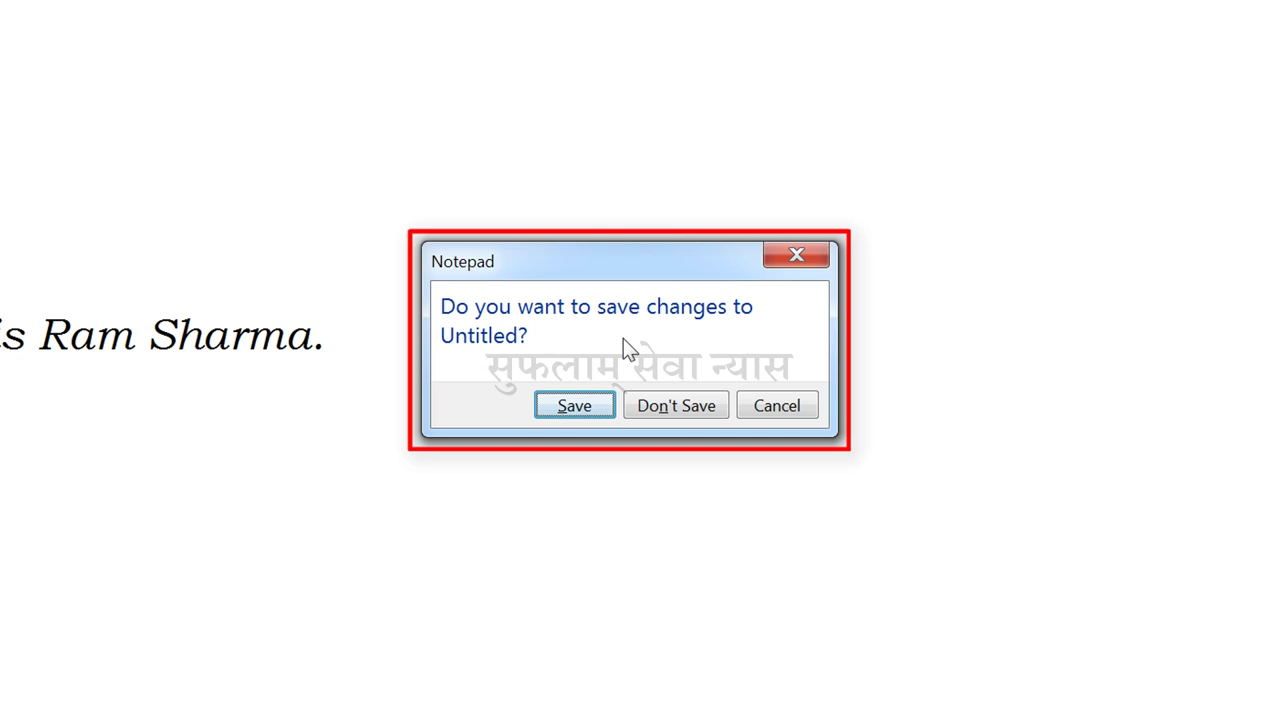 Notepad
Do you want to save changes to
Untitled?
is Ram Sharma.
सुफलाम् सेवा न्यास
Save Don't Save Cancel